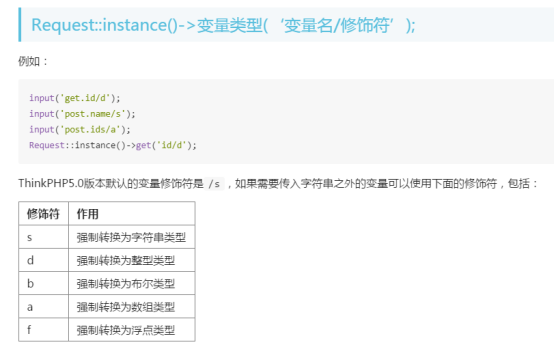 Request::instance()->变量类型(‘变量名/修饰符’);
例如：
input('get.id/d');
input('post.name/s');
input('post.ids/a');
Request::instance()->get('id/d');
ThinkPHP5.0版本默认的变量修饰符是 /s ，如果需要传入字符串之外的变量可以使用下面的修饰符，包括：
修饰符 作用
s 强制转换为字符串类型
d 强制转换为整型类型
b 强制转换为布尔类型
a 强制转换为数组类型
f 强制转换为浮点类型